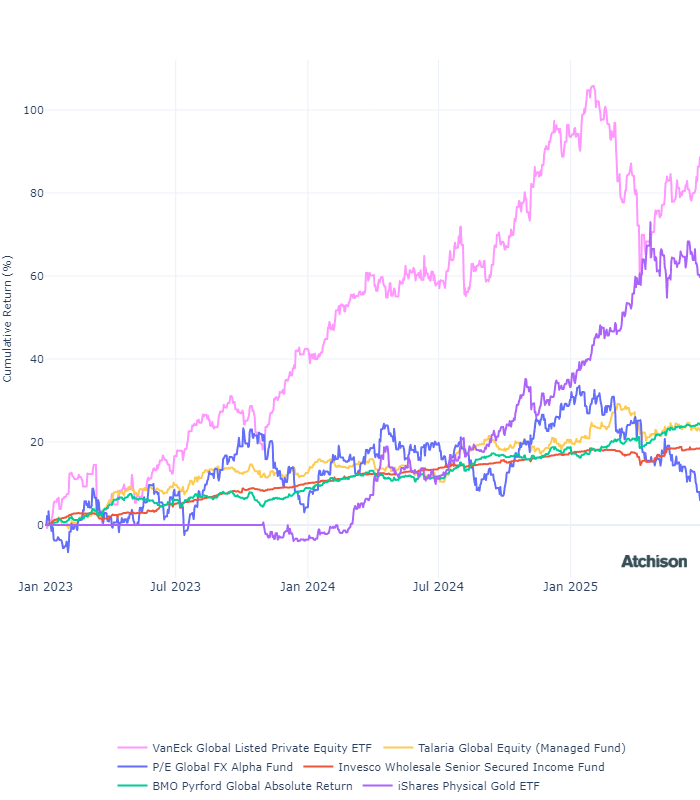 100
80
60
40
20
0
Cumulative Return (%)
Atchison
Jan 2023 Jul 2023 Jan 2024 Jul 2024 Jan 2025
VanEck Global Listed Private Equity ETF Talaria Global Equity (Managed Fund)
P/E Global FX Alpha Fund Invesco Wholesale Senior Secured Income Fund
BMO Pyrford Global Absolute Return iShares Physical Gold ETF